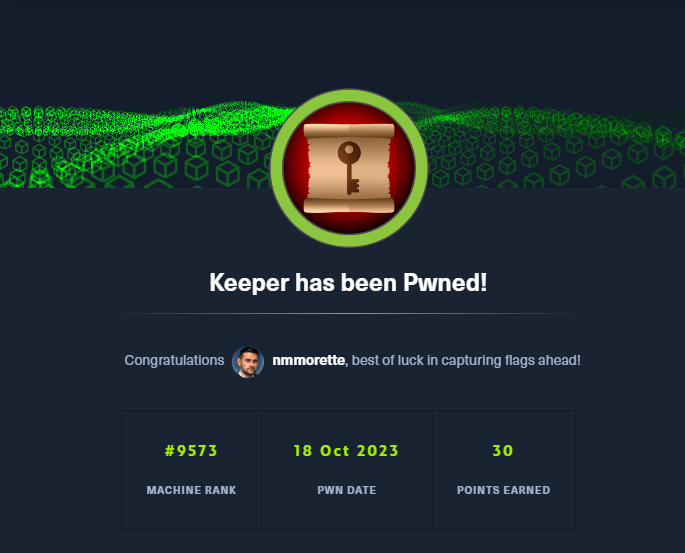 Keeper has been Pwned!
Congratulations nmmorette, best of luck in capturing flags ahead!
#9573 18 Oct 2023 30
MACHINE RANK PWN DATE POINTS EARNED